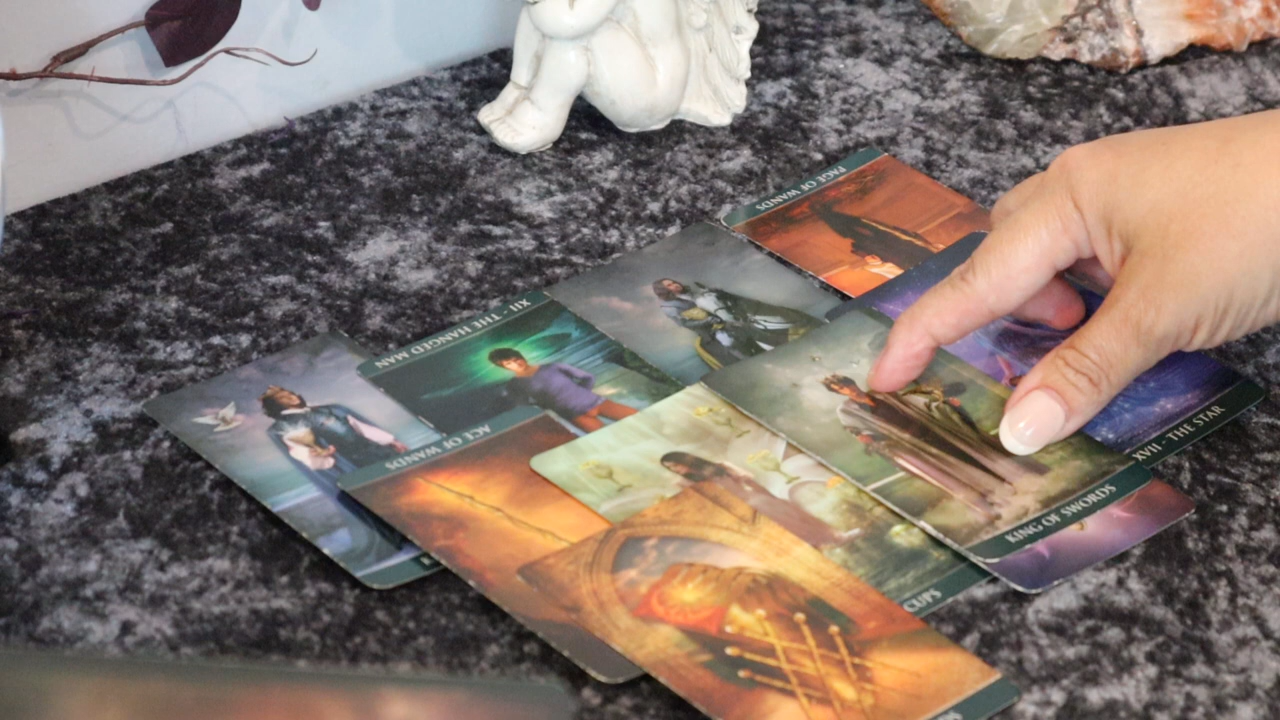 PAGE OF WANDS
XII - THE HANGED MAN
ACE OF
WANDS
XVII - THE STAR
KING OF SWORDS
CUPS